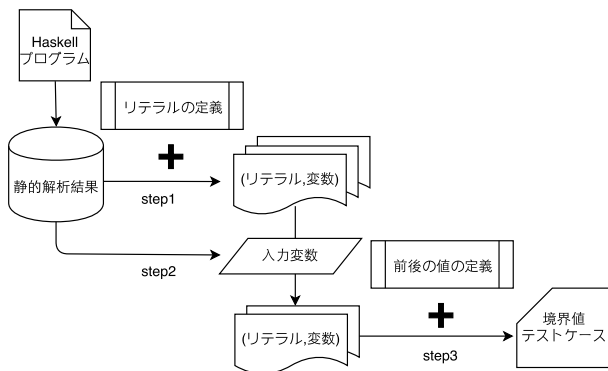 Haskell
プログラム
リテラルの定義
静的解析結果
step1
(リテラル,変数)
step2
入力変数
前後の値の定義
(リテラル,変数)
step3
境界値
テストケース